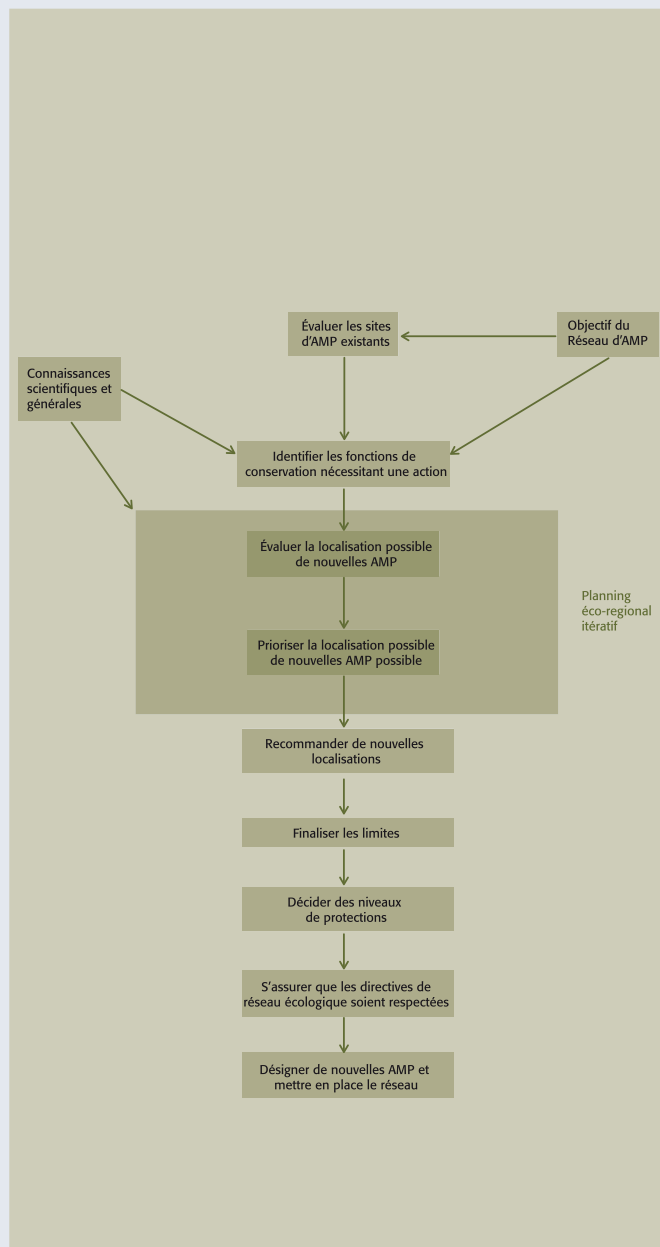 Évaluer les sites
d'AMP existants
Objectif du
Réseau d'AMP
Connaissances
scientifiques et
générales
Identifier les fonctions de
conservation nécessitant une action
Évaluer la localisation possible
de nouvelles AMP
Planning
éco-regional
itératif
Prioriser la localisation possible
de nouvelles AMP possible
Recommander de nouvelles
localisations
Finaliser les limites
Décider des niveaux
de protections
S'assurer que les directives de
réseau écologique soient respectées
Désigner de nouvelles AMP et
mettre en place le réseau